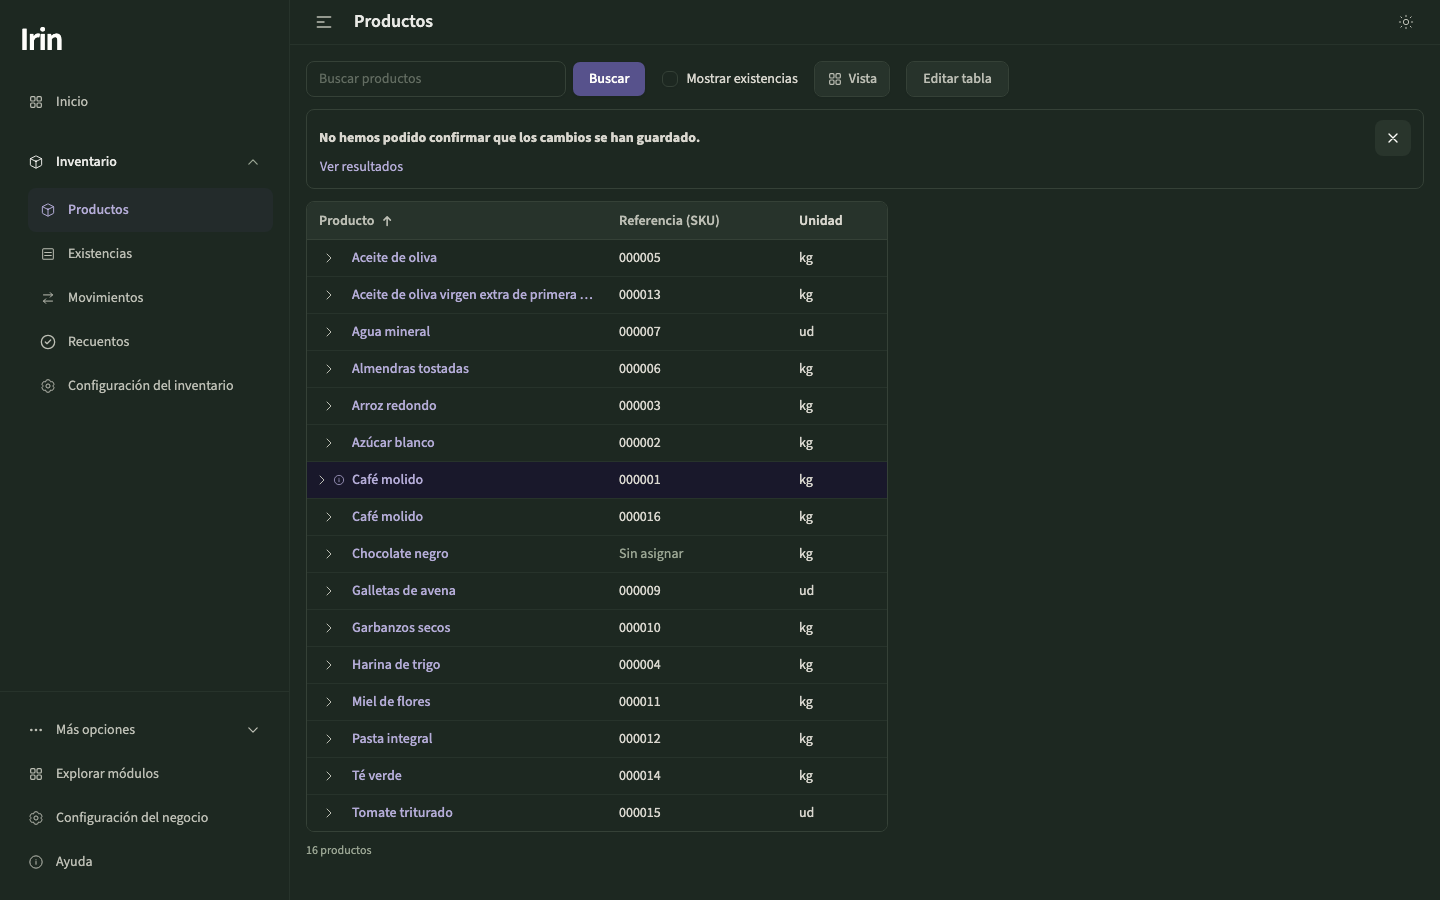 Irin
Productos
Inicio
Inventario
Productos
Existencias
Movimientos
Recuentos
Configuración del inventario
Más opciones
Explorar módulos
Configuración del negocio
Ayuda
Buscar productos
Buscar
Mostrar existencias
Vista
Editar tabla
No hemos podido confirmar que los cambios se han guardado.
Ver resultados
Producto Referencia (SKU) Unidad
Aceite de oliva 000005 kg
Aceite de oliva virgen extra de primera ... 000013 kg
Agua mineral 000007 ud
Almendras tostadas 000006 kg
Arroz redondo 000003 kg
Azúcar blanco 000002 kg
Café molido 000001 kg
Café molido 000016 kg
Chocolate negro Sin asignar kg
Galletas de avena 000009 ud
Garbanzos secos 000010 kg
Harina de trigo 000004 kg
Miel de flores 000011 kg
Pasta integral 000012 kg
Té verde 000014 kg
Tomate triturado 000015 ud
16 productos